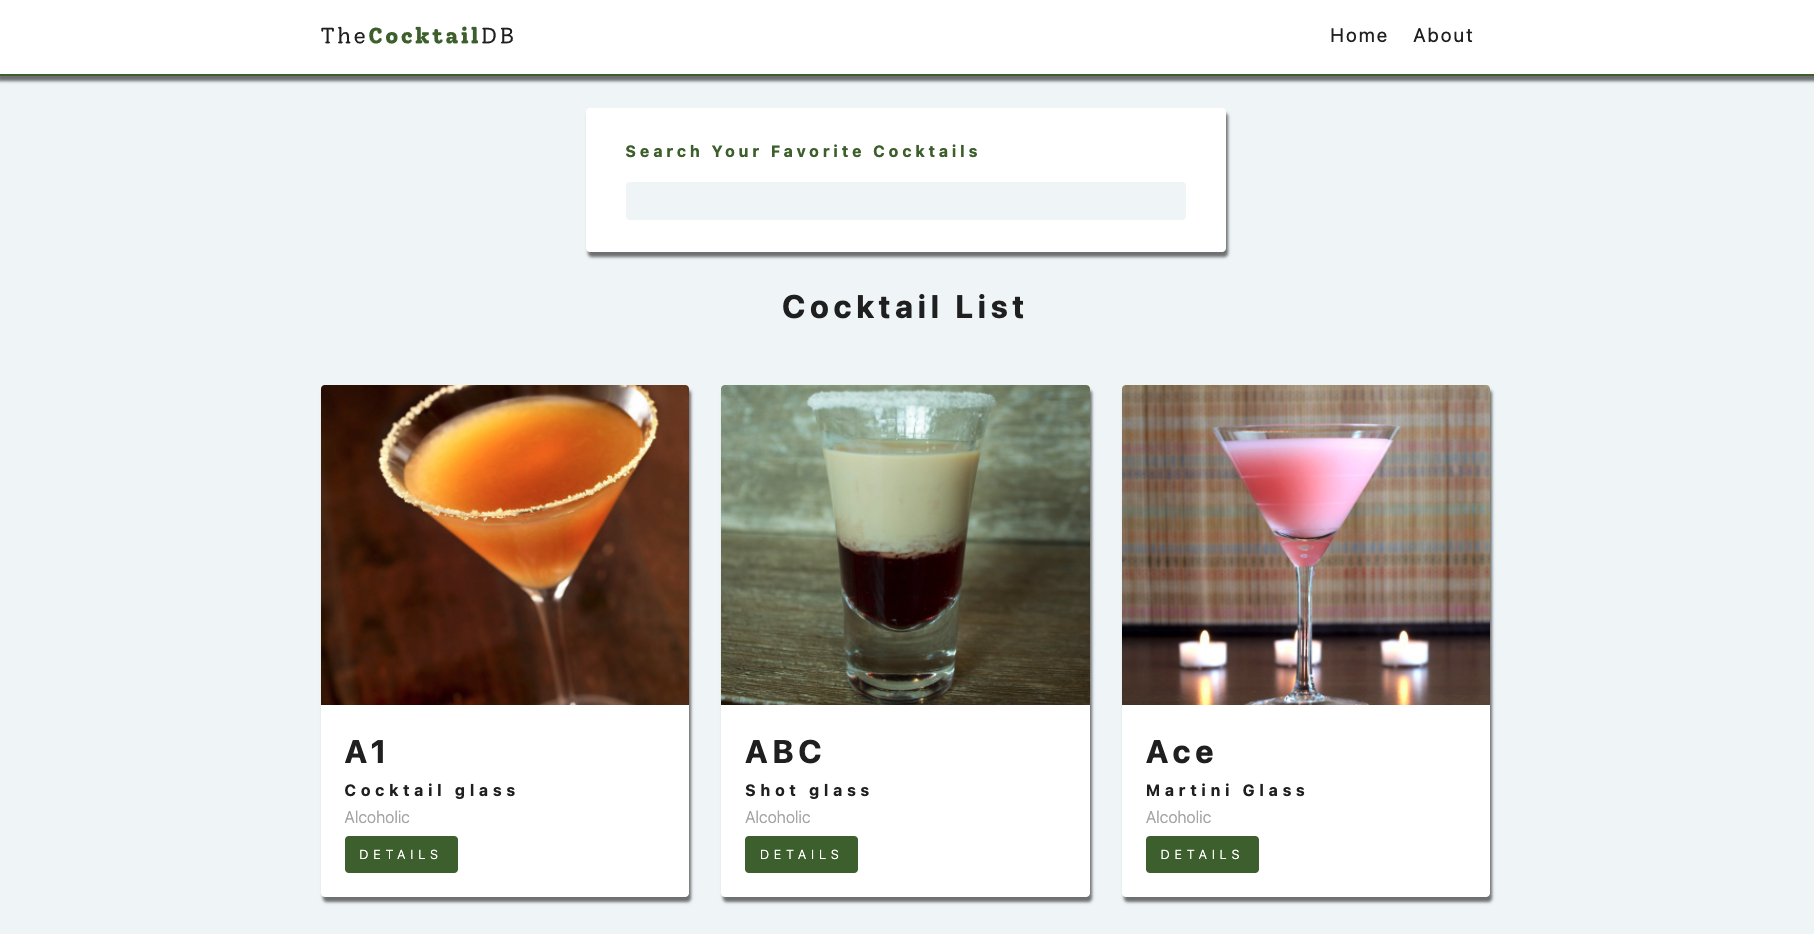 TheCocktailDB
Home About
Search Your Favorite Cocktails
Cocktail List
A1
Cocktail glass
Alcoholic
DETAILS
ABC
Shot glass
Alcoholic
DETAILS
Ace
Martini Glass
Alcoholic
DETAILS